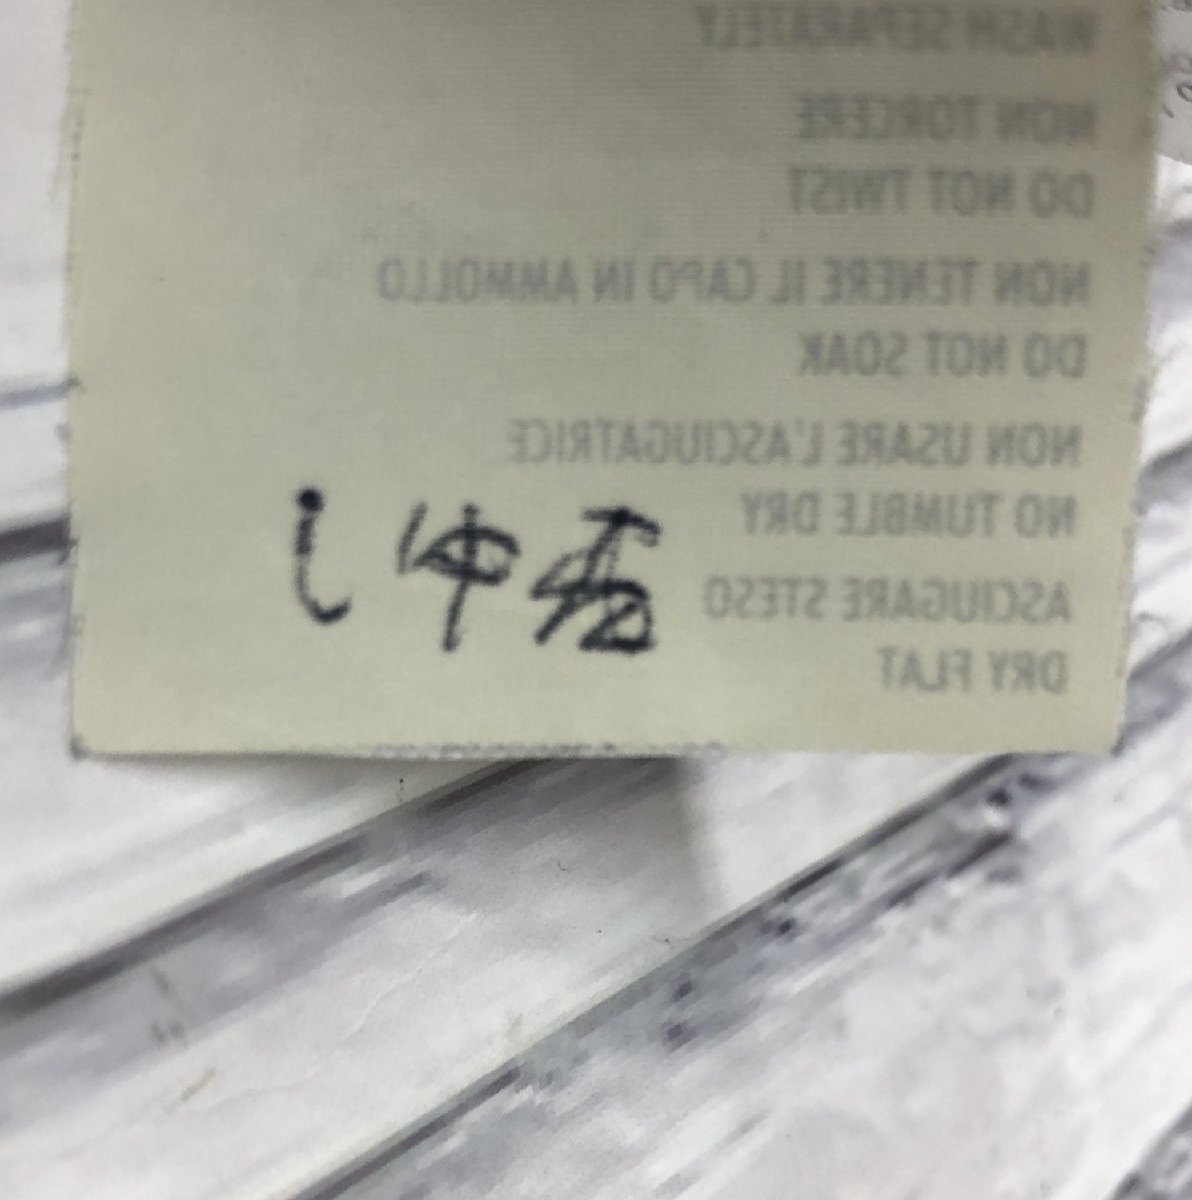 WASH SEPARATELY
NON TORCERE
DO NOT TWIST
NON TENERE IL CAPO IN AMMOLLO
DO NOT SOAK
NON USARE L'ASCIUGATRICE
NO TUMBLE DRY
ASCIUGARE STESO
DRY FLAT